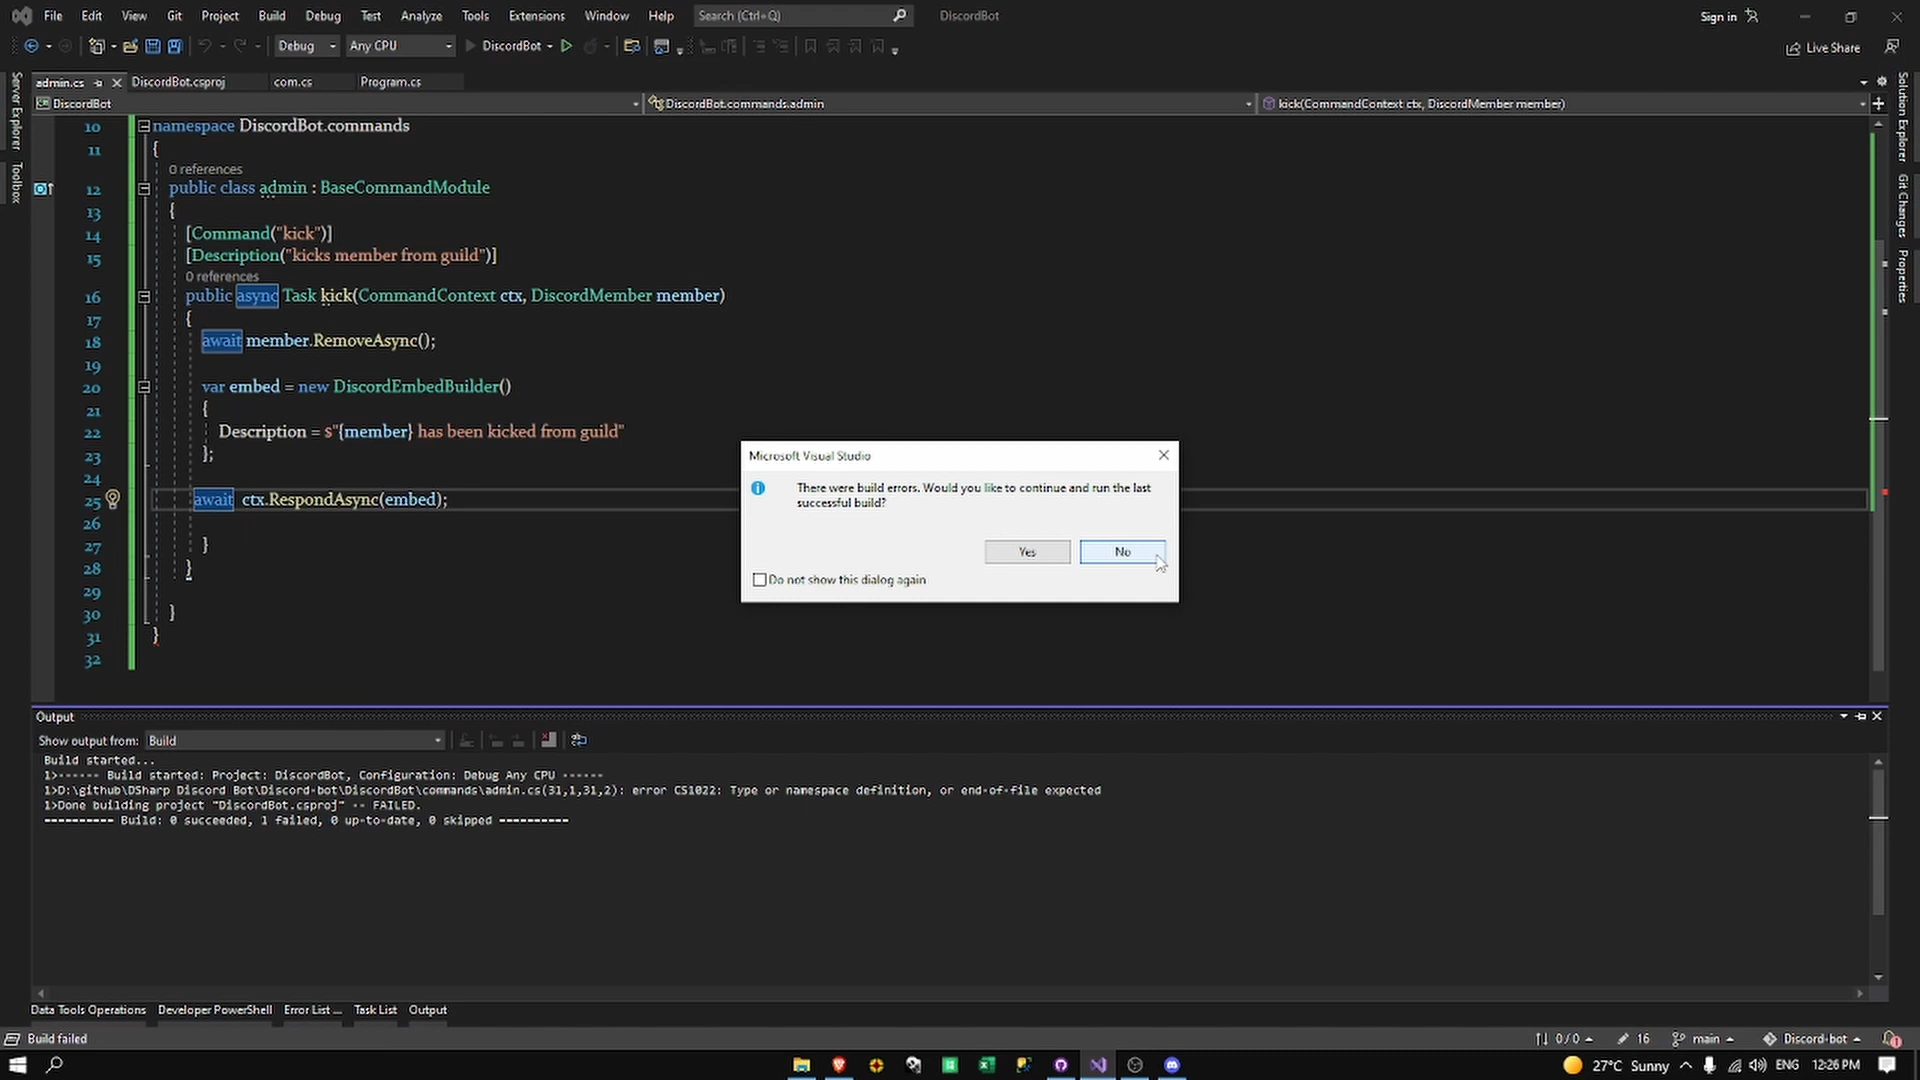 File Edit View Git Project Build Debug Test Analyze Tools Extensions Window Help Search (Ctrl+Q) DiscordBot Sign in
Debug Any CPU DiscordBot Live Share
admin.cs DiscordBot.csproj com.cs Program.cs
DiscordBot DiscordBot.commands.admin kick(CommandContext ctx, DiscordMember member)
Server Explorer
Toolbox
Solution Explorer
Git Changes
Properties
10 namespace DiscordBot.commands
11 {
0 references
12 public class admin : BaseCommandModule
13 {
14 [Command("kick")]
15 [Description("kicks member from guild")]
0 references
16 public async Task kick(CommandContext ctx, DiscordMember member)
17 {
18 await member.RemoveAsync();
19
20 var embed = new DiscordEmbedBuilder()
21 {
22 Description = $"{member} has been kicked from guild"
23 };
24
25 await ctx.RespondAsync(embed);
26
27 }
28 }
29
30 }
31 }
32
Microsoft Visual Studio
There were build errors. Would you like to continue and run the last
successful build?
Yes No
Do not show this dialog again
Output
Show output from: Build
Build started...
1>------ Build started: Project: DiscordBot, Configuration: Debug Any CPU ------
1>D:\github\DSharp Discord Bot\Discord-bot\DiscordBot\commands\admin.cs(31,1,31,2): error CS1022: Type or namespace definition, or end-of-file expected
1>Done building project "DiscordBot.csproj" -- FAILED.
========== Build: 0 succeeded, 1 failed, 0 up-to-date, 0 skipped ==========
Data Tools Operations Developer PowerShell Error List ... Task List Output
Build failed 0 / 0 16 main Discord-bot 1
27°C Sunny ENG 12:26 PM